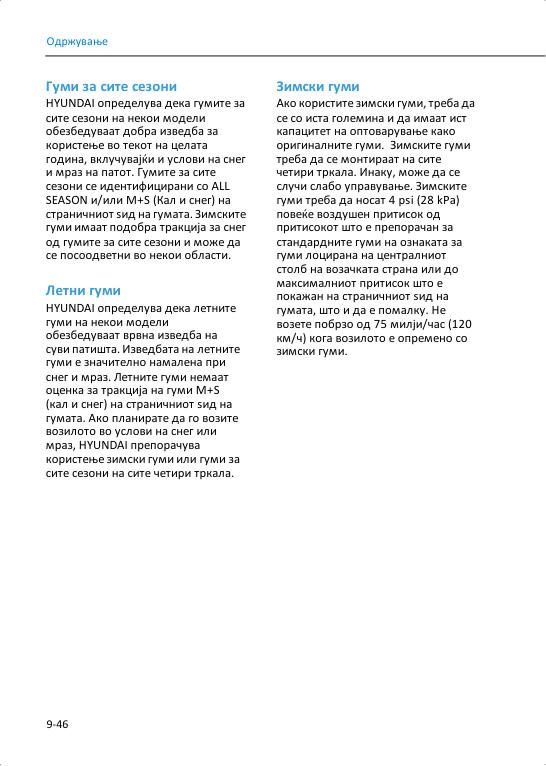 Одржување
Гуми за сите сезони
HYUNDAI определува дека гумите за
сите сезони на некои модели
обезбедуваат добра изведба за
користење во текот на целата
година, вклучувајќи и услови на снег
и мраз на патот. Гумите за сите
сезони се идентифицирани со ALL
SEASON и/или M+S (Кал и снег) на
страничниот ѕид на гумата. Зимските
гуми имаат подобра тракција за снег
од гумите за сите сезони и може да
се посоодветни во некои области.
Летни гуми
HYUNDAI определува дека летните
гуми на некои модели
обезбедуваат врвна изведба на
суви патишта. Изведбата на летните
гуми е значително намалена при
снег и мраз. Летните гуми немаат
оценка за тракција на гуми M+S
(кал и снег) на страничниот ѕид на
гумата. Ако планирате да го возите
возилото во услови на снег или
мраз, HYUNDAI препорачува
користење зимски гуми или гуми за
сите сезони на сите четири тркала.
Зимски гуми
Ако користите зимски гуми, треба да
се со иста големина и да имаат ист
капацитет на оптоварување како
оригиналните гуми.  Зимските гуми
треба да се монтираат на сите
четири тркала. Инаку, може да се
случи слабо управување. Зимските
гуми треба да носат 4 psi (28 kPa)
повеќе воздушен притисок од
притисокот што е препорачан за
стандардните гуми на ознаката за
гуми лоцирана на централниот
столб на возачката страна или до
максималниот притисок што е
покажан на страничниот ѕид на
гумата, што и да е помалку. Не
возете побрзо од 75 милји/час (120
км/ч) кога возилото е опремено со
зимски гуми.
9-46